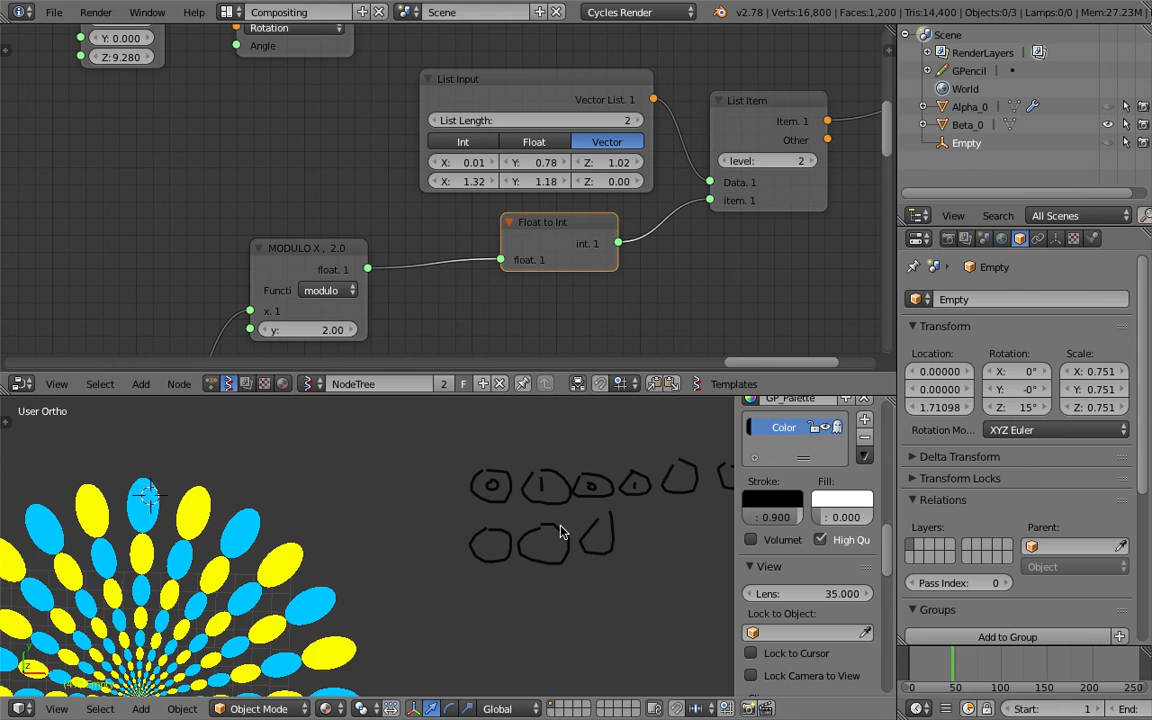 File Render Window Help Compositing Scene Cycles Render v2.78 | Verts:16,800 | Faces:1,200 | Tris:14,400 | Objects:0/3 | Lamps:0/0 | Mem:27.23M
Y: 0.000
Z: 9.280
Rotation
Angle
List Input
Vector List. 1
List Length: 2
Int Float Vector
X: 0.01 Y: 0.78 Z: 1.02
X: 1.32 Y: 1.18 Z: 0.00
List Item
Item. 1
Other
level: 2
Data. 1
item. 1
Float to Int
int. 1
float. 1
MODULO X, 2.0
float. 1
Functi modulo
x. 1
y: 2.00
View Select Add Node NodeTree 2 F Templates
User Ortho
0 1 0 1
GP_Palette
Color
Stroke: Fill:
: 0.900 : 0.000
Volumet High Qu
View
Lens: 35.000
Lock to Object:
Lock to Cursor
Lock Camera to View
View Select Add Object Object Mode Global
Scene
RenderLayers
GPencil
World
Alpha_0
Beta_0
Empty
View Search All Scenes
Empty
Empty
Transform
Location: Rotation: Scale:
0.00000 X: 0° X: 0.751
0.00000 Y: -0° Y: 0.751
1.71098 Z: 15° Z: 0.751
Rotation Mo... XYZ Euler
Delta Transform
Transform Locks
Relations
Layers: Parent:
Object
Pass Index: 0
Groups
Add to Group
0 50 100 150 200 250
Start: 1 End: